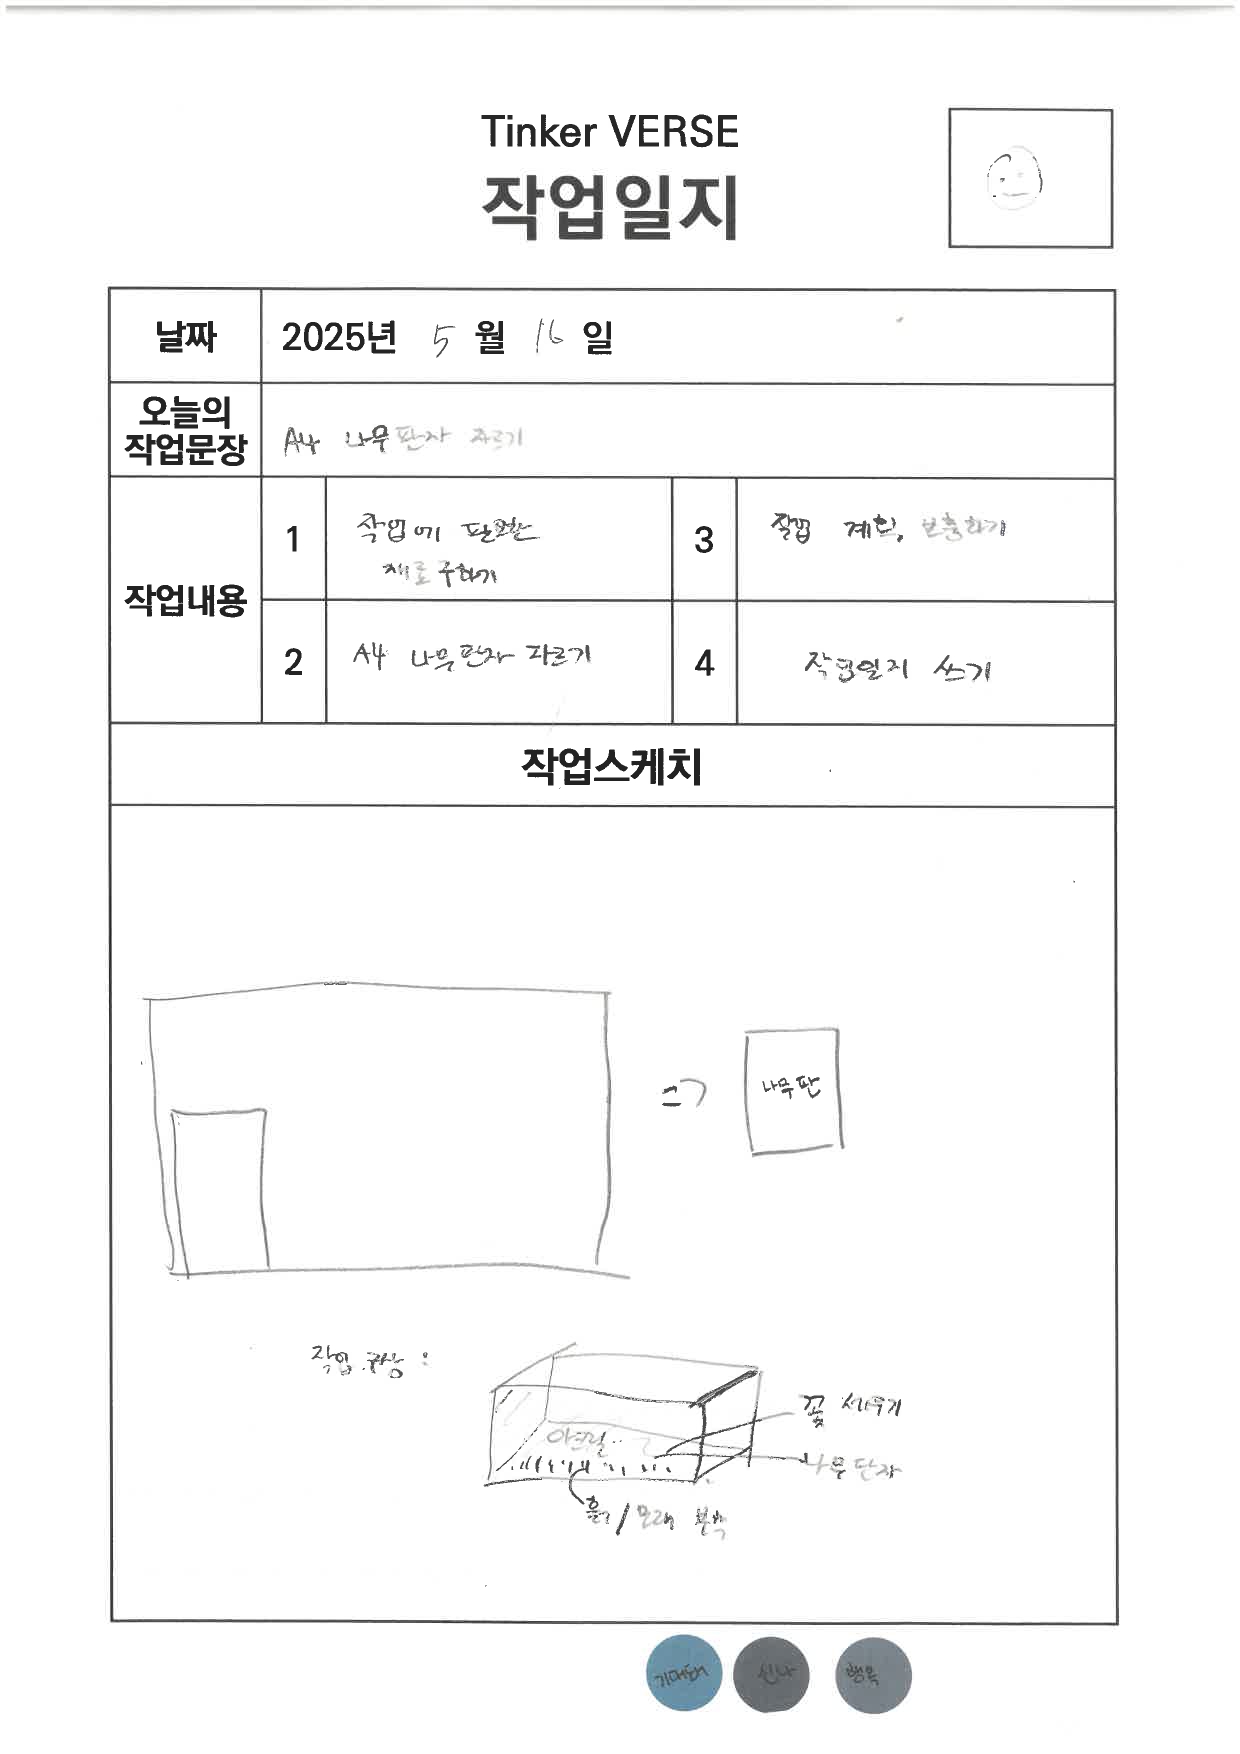 Tinker VERSE
작업일지
날짜
2025년 5 월 16 일
오늘의
작업문장
A4 나무판자 자르기
작업내용
1
작업에 필요한
재료 구하기
3
작업 계획, 보충하기
2
A4 나무판자 자르기
4
작업일지 쓰기
작업스케치
나무판
작업 구상 :
꽃 세우기
아크릴
나무판자
흙 / 모래 부착
기대돼
신나
행복